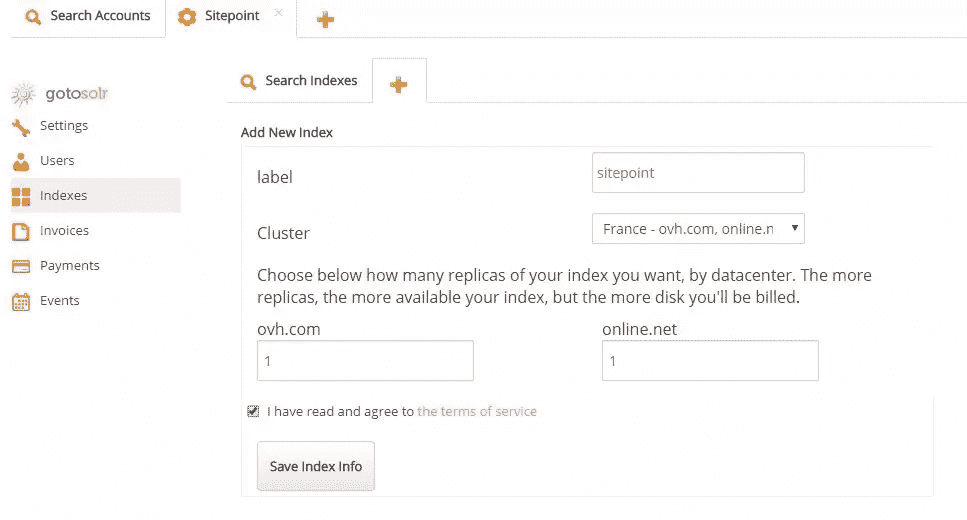 Search Accounts
Sitepoint
gotosolr
Settings
Users
Indexes
Invoices
Payments
Events
Search Indexes
Add New Index
label
sitepoint
Cluster
France - ovh.com, online.n
Choose below how many replicas of your index you want, by datacenter. The more
replicas, the more available your index, but the more disk you'll be billed.
ovh.com
online.net
1
1
I have read and agree to the terms of service
Save Index Info